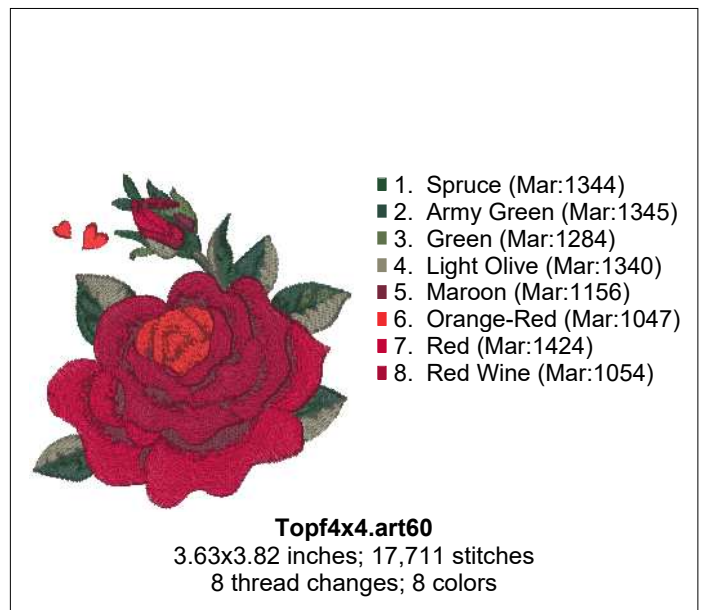 1. Spruce (Mar:1344)
2. Army Green (Mar:1345)
3. Green (Mar:1284)
4. Light Olive (Mar:1340)
5. Maroon (Mar:1156)
6. Orange-Red (Mar:1047)
7. Red (Mar:1424)
8. Red Wine (Mar:1054)
Topf4x4.art60
3.63x3.82 inches; 17,711 stitches
8 thread changes; 8 colors